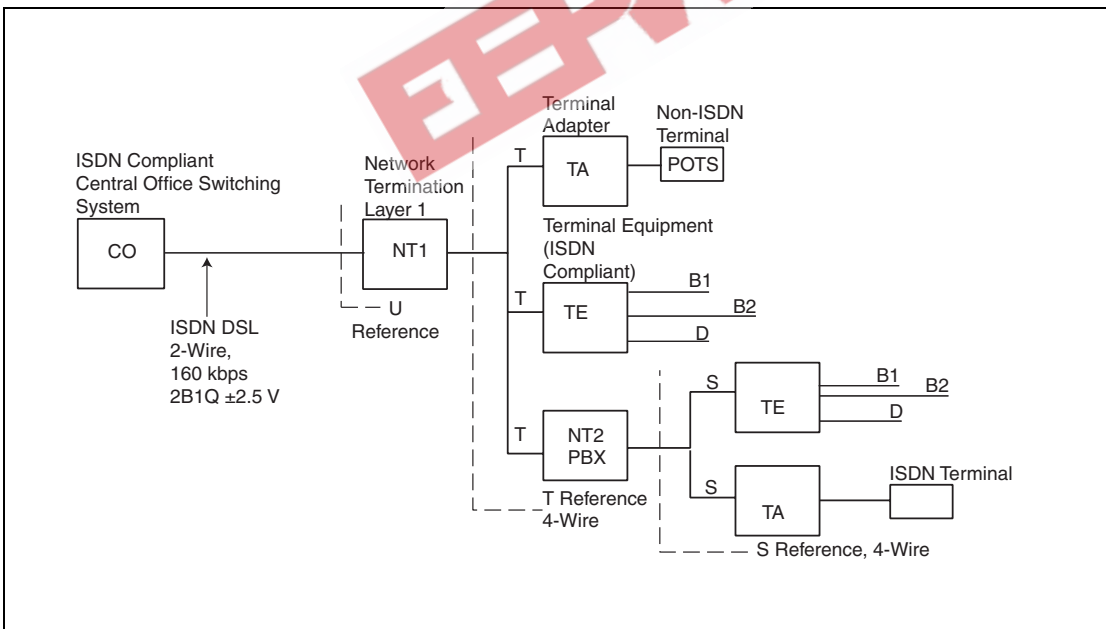 ISDN Compliant
Central Office Switching
System
CO
ISDN DSL
2-Wire,
160 kbps
2B1Q ±2.5 V
Network
Termination
Layer 1
NT1
U
Reference
T
Terminal
Adapter
TA
Non-ISDN
Terminal
POTS
Terminal Equipment
(ISDN
Compliant)
T
TE
B1
B2
D
T
NT2
PBX
T Reference
4-Wire
S
TE
B1
B2
D
S
TA
ISDN Terminal
S Reference, 4-Wire